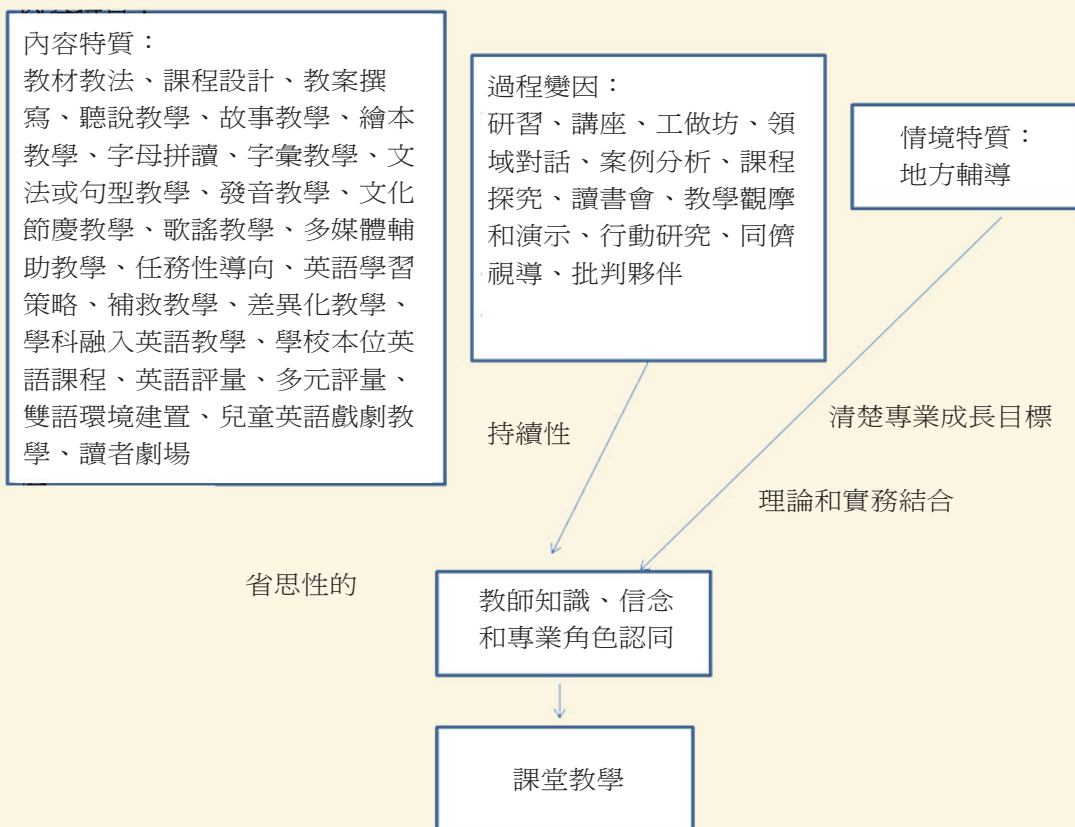 內容特質：
教材教法、課程設計、教案撰
寫、聽說教學、故事教學、繪本
教學、字母拼讀、字彙教學、文
法或句型教學、發音教學、文化
節慶教學、歌謠教學、多媒體輔
助教學、任務性導向、英語學習
策略、補救教學、差異化教學、
學科融入英語教學、學校本位英
語課程、英語評量、多元評量、
雙語環境建置、兒童英語戲劇教
學、讀者劇場
過程變因：
研習、講座、工做坊、領
域對話、案例分析、課程
探究、讀書會、教學觀摩
和演示、行動研究、同儕
視導、批判夥伴
情境特質：
地方輔導
持續性
清楚專業成長目標
理論和實務結合
省思性的
教師知識、信念
和專業角色認同
課堂教學